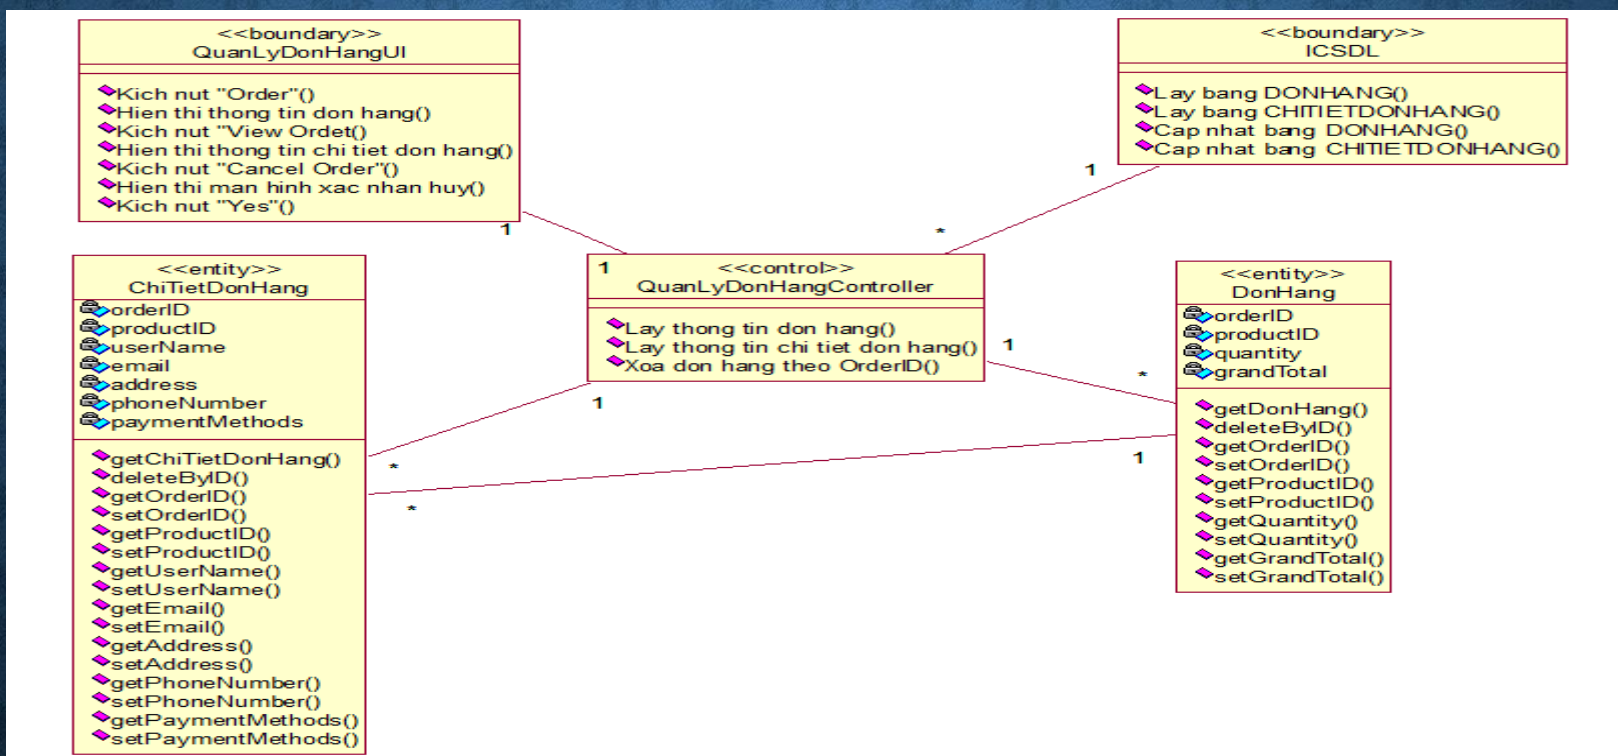 <<boundary>>
QuanLyDonHangUI
Kich nut "Order"()
Hien thi thong tin don hang()
Kich nut "View Ordet()
Hien thi thong tin chi tiet don hang()
Kich nut "Cancel Order"()
Hien thi man hinh xac nhan huy()
Kich nut "Yes"()
<<boundary>>
ICSDL
Lay bang DONHANG()
Lay bang CHITIETDONHANG()
Cap nhat bang DONHANG()
Cap nhat bang CHITIETDONHANG()
1
*
1
1
<<control>>
QuanLyDonHangController
Lay thong tin don hang()
Lay thong tin chi tiet don hang()
Xoa don hang theo OrderID()
1
*
1
*
1
*
<<entity>>
ChiTietDonHang
orderID
productID
userName
email
address
phoneNumber
paymentMethods
getChiTietDonHang()
deleteByID()
getOrderID()
setOrderID()
getProductID()
setProductID()
getUserName()
setUserName()
getEmail()
setEmail()
getAddress()
setAddress()
getPhoneNumber()
setPhoneNumber()
getPaymentMethods()
setPaymentMethods()
<<entity>>
DonHang
orderID
productID
quantity
grandTotal
getDonHang()
deleteByID()
getOrderID()
setOrderID()
getProductID()
setProductID()
getQuantity()
setQuantity()
getGrandTotal()
setGrandTotal()